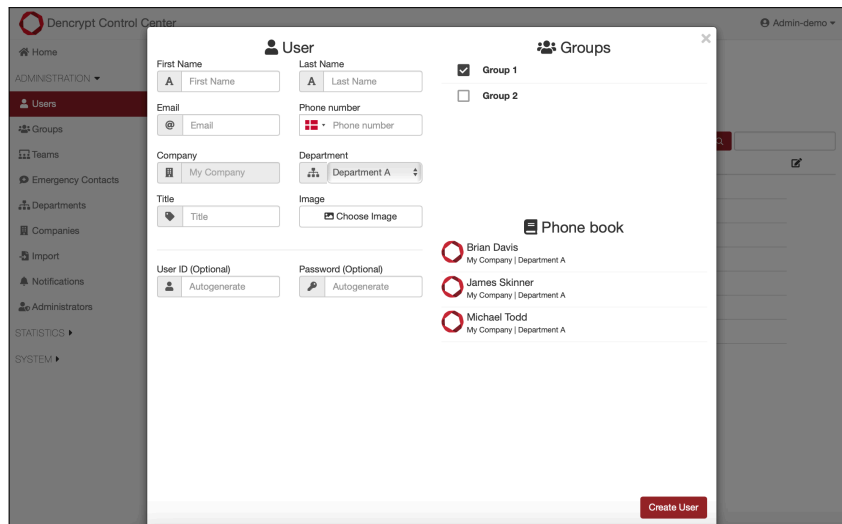 Dencrypt Control Center
Admin-demo
Home
ADMINISTRATION
Users
Groups
Teams
Emergency Contacts
Departments
Companies
Import
Notifications
Administrators
STATISTICS
SYSTEM
User
First Name
Last Name
A First Name
A Last Name
Email
Phone number
@ Email
Phone number
Company
Department
My Company
Department A
Title
Image
Title
Choose Image
User ID (Optional)
Password (Optional)
Autogenerate
Autogenerate
Groups
×
Group 1
Group 2
Phone book
Brian Davis
My Company | Department A
James Skinner
My Company | Department A
Michael Todd
My Company | Department A
Create User